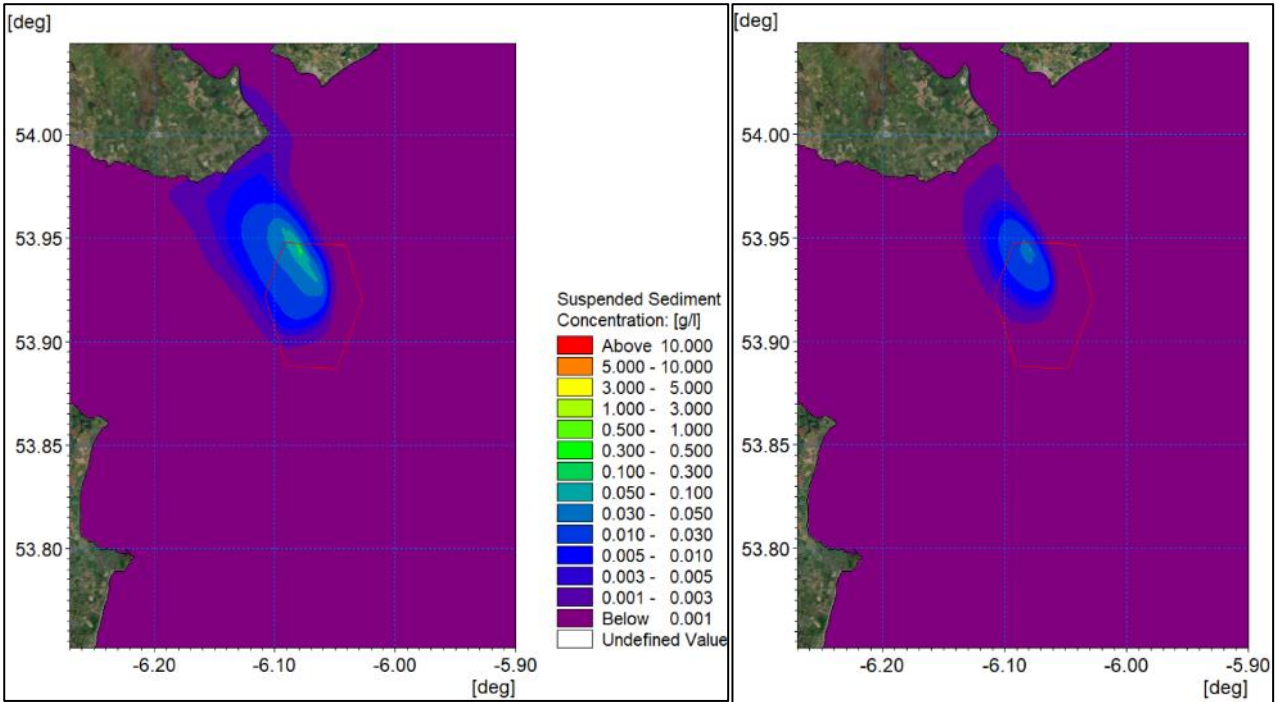 [deg]
54.00
53.95
53.90
53.85
53.80
-6.20 -6.10 -6.00 -5.90
[deg]
Suspended Sediment
Concentration: [g/l]
Above 10.000
5.000 - 10.000
3.000 - 5.000
1.000 - 3.000
0.500 - 1.000
0.300 - 0.500
0.100 - 0.300
0.050 - 0.100
0.030 - 0.050
0.010 - 0.030
0.005 - 0.010
0.003 - 0.005
0.001 - 0.003
Below 0.001
Undefined Value
[deg]
54.00
53.95
53.90
53.85
53.80
-6.20 -6.10 -6.00 -5.90
[deg]